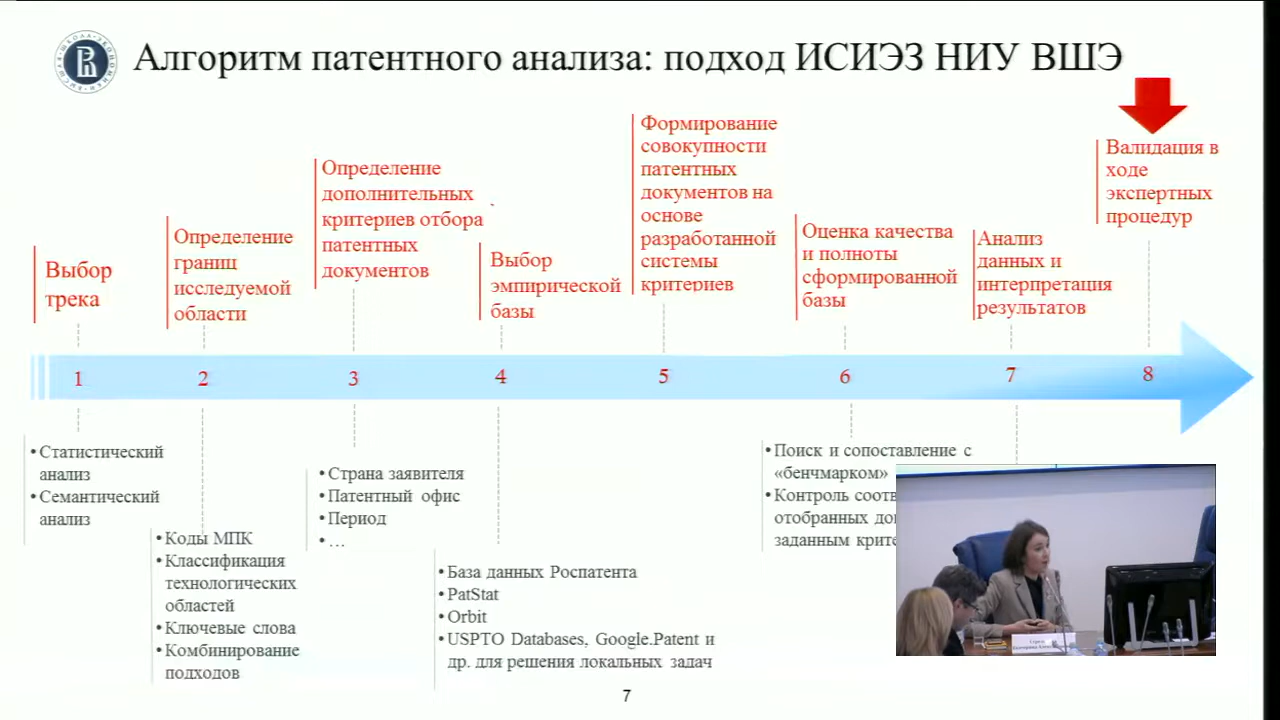 Алгоритм патентного анализа: подход ИСИЭЗ НИУ ВШЭ
Выбор
трека
Определение
границ
исследуемой
области
Определение
дополнительных
критериев отбора
патентных
документов
Выбор
эмпирической
базы
Формирование
совокупности
патентных
документов на
основе
разработанной
системы
критериев
Оценка качества
и полноты
сформированной
базы
Анализ
данных и
интерпретация
результатов
Валидация в
ходе
экспертных
процедур
1 2 3 4 5 6 7 8
• Статистический
анализ
• Семантический
анализ
• Коды МПК
• Классификация
технологических
областей
• Ключевые слова
• Комбинирование
подходов
• Страна заявителя
• Патентный офис
• Период
• …
• База данных Роспатента
• PatStat
• Orbit
• USPTO Databases, Google.Patent и
др. для решения локальных задач
• Поиск и сопоставление с
«бенчмарком»
• Контроль
отобранных
заданным
7